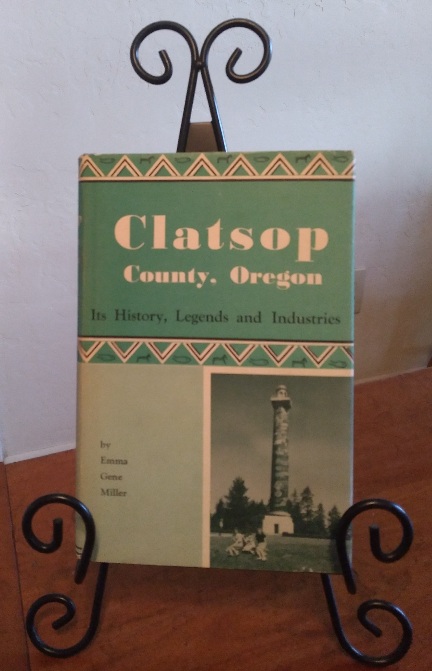 Clatsop
County, Oregon
Its History, Legends and Industries
by
Emma
Gene
Miller